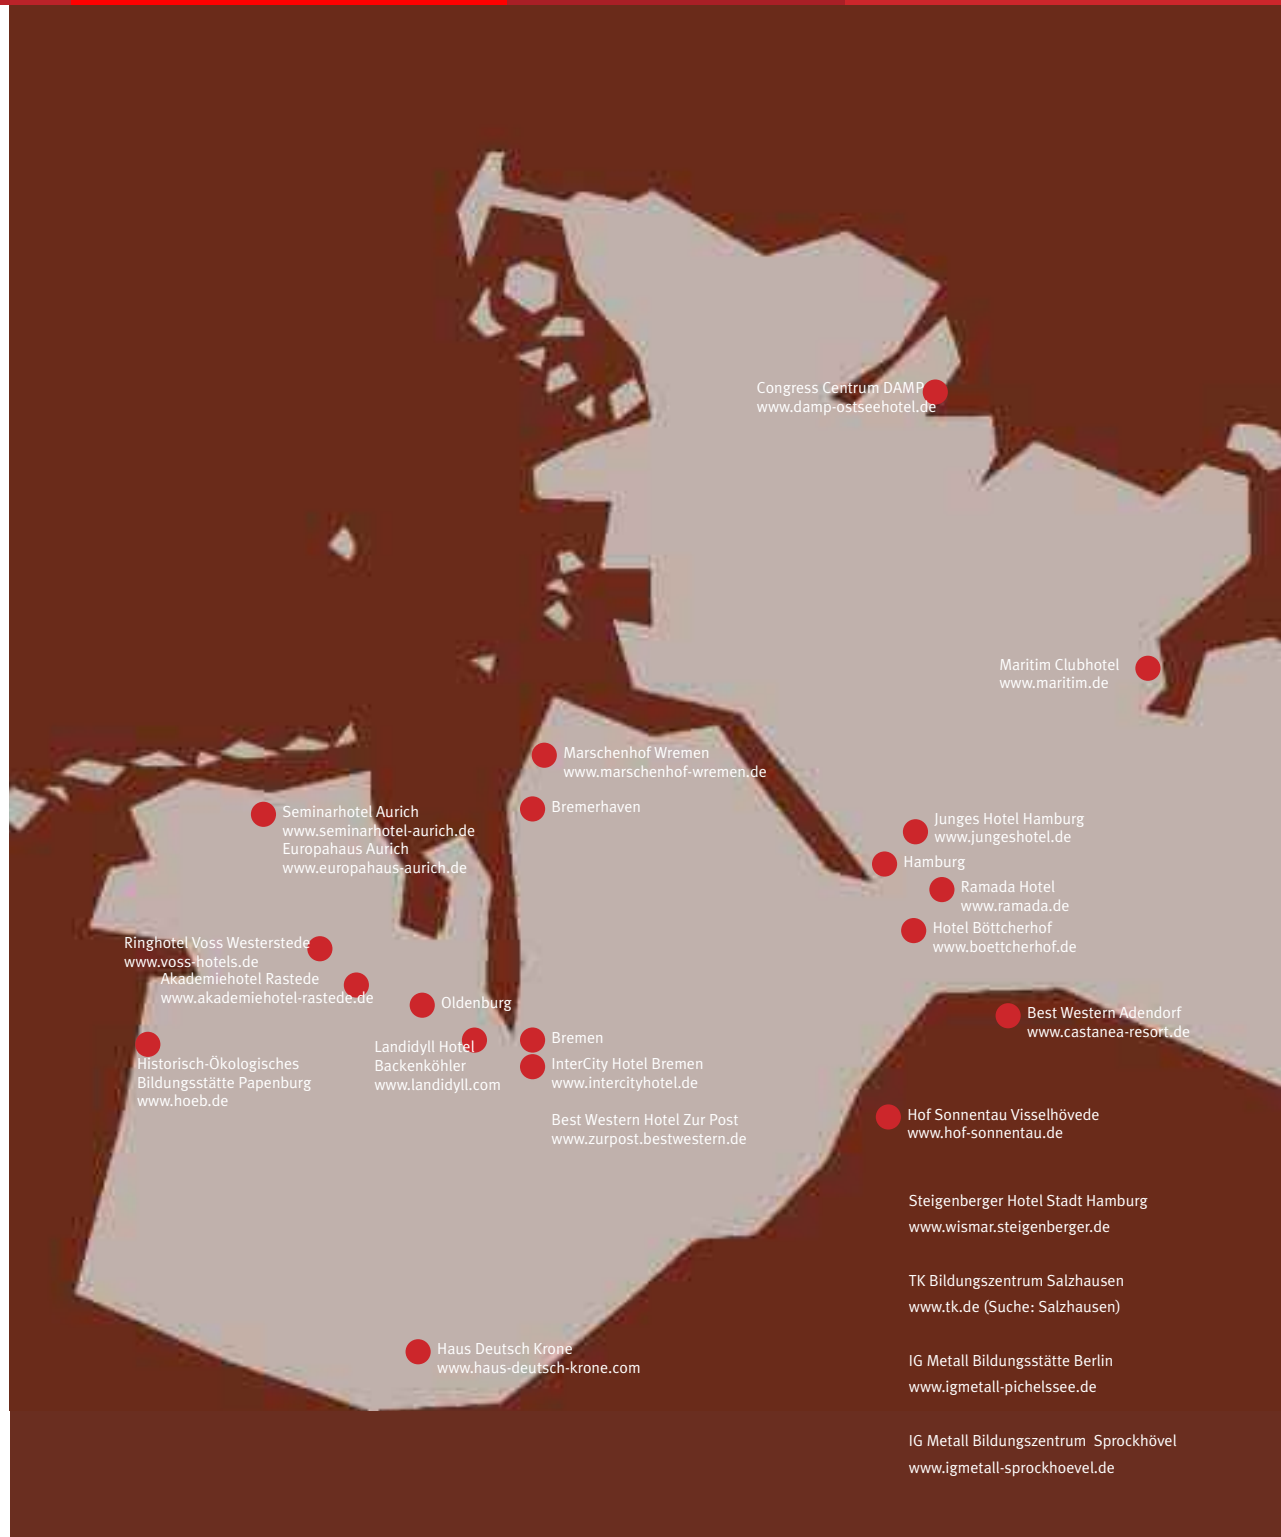 Congress Centrum DAMP
www.damp-ostseehotel.de
Maritim Clubhotel
www.maritim.de
Marschenhof Wremen
www.marschenhof-wremen.de
Bremerhaven
Seminarhotel Aurich
www.seminarhotel-aurich.de
Europahaus Aurich
www.europahaus-aurich.de
Junges Hotel Hamburg
www.jungeshotel.de
Hamburg
Ramada Hotel
www.ramada.de
Hotel Böttcherhof
www.boettcherhof.de
Ringhotel Voss Westerstede
www.voss-hotels.de
Akademiehotel Rastede
www.akademiehotel-rastede.de
Oldenburg
Best Western Adendorf
www.castanea-resort.de
Historisch-Ökologisches
Bildungsstätte Papenburg
www.hoeb.de
Landidyll Hotel
Backenköhler
www.landidyll.com
Bremen
InterCity Hotel Bremen
www.intercityhotel.de
Best Western Hotel Zur Post
www.zurpost.bestwestern.de
Hof Sonnentau Visselhövede
www.hof-sonnentau.de
Steigenberger Hotel Stadt Hamburg
www.wismar.steigenberger.de
TK Bildungszentrum Salzhausen
www.tk.de (Suche: Salzhausen)
Haus Deutsch Krone
www.haus-deutsch-krone.com
IG Metall Bildungsstätte Berlin
www.igmetall-pichelssee.de
IG Metall Bildungszentrum  Sprockhövel
www.igmetall-sprockhoevel.de